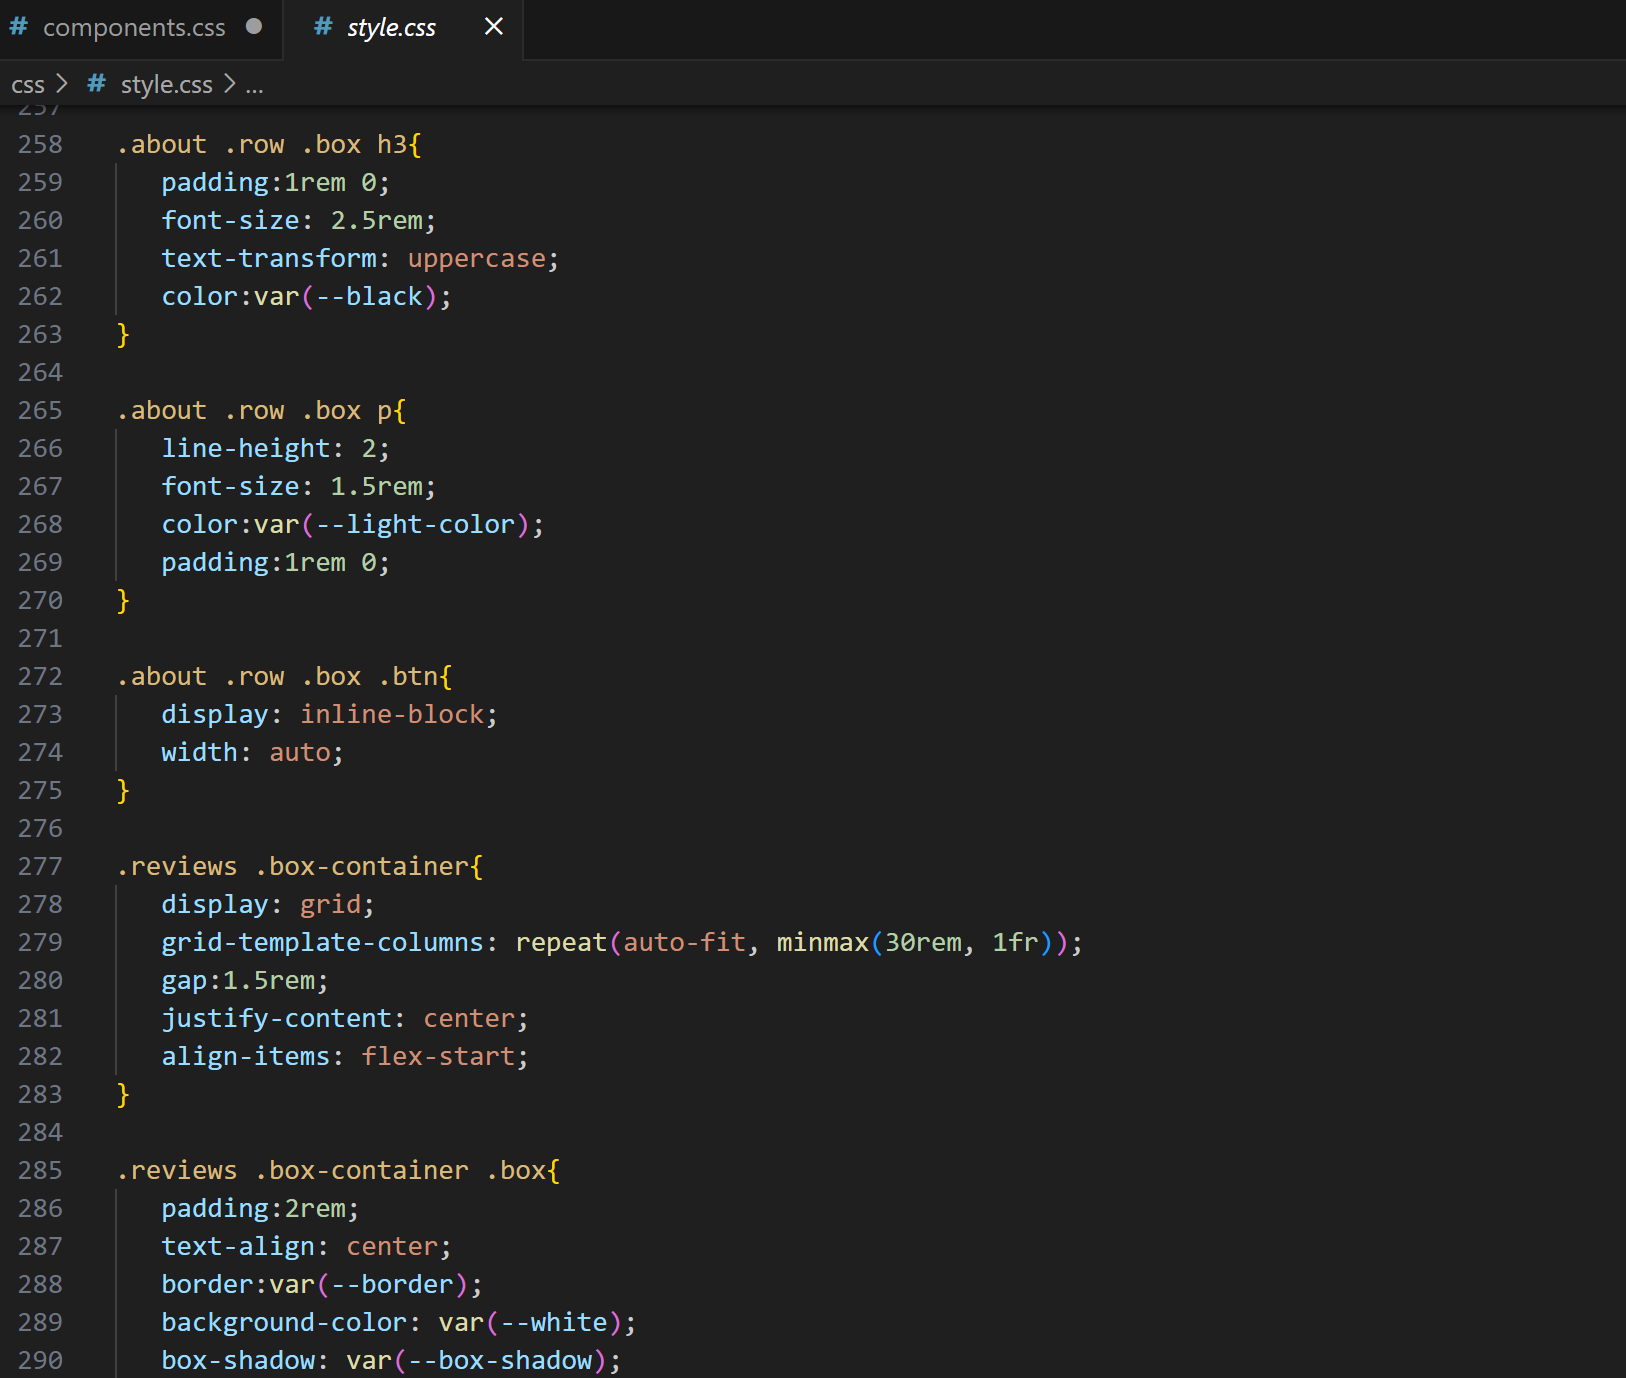 # components.css ●
# style.css ×
css > # style.css > ...
257
258 .about .row .box h3{
259 padding:1rem 0;
260 font-size: 2.5rem;
261 text-transform: uppercase;
262 color:var(--black);
263 }
264
265 .about .row .box p{
266 line-height: 2;
267 font-size: 1.5rem;
268 color:var(--light-color);
269 padding:1rem 0;
270 }
271
272 .about .row .box .btn{
273 display: inline-block;
274 width: auto;
275 }
276
277 .reviews .box-container{
278 display: grid;
279 grid-template-columns: repeat(auto-fit, minmax(30rem, 1fr));
280 gap:1.5rem;
281 justify-content: center;
282 align-items: flex-start;
283 }
284
285 .reviews .box-container .box{
286 padding:2rem;
287 text-align: center;
288 border:var(--border);
289 background-color: var(--white);
290 box-shadow: var(--box-shadow);